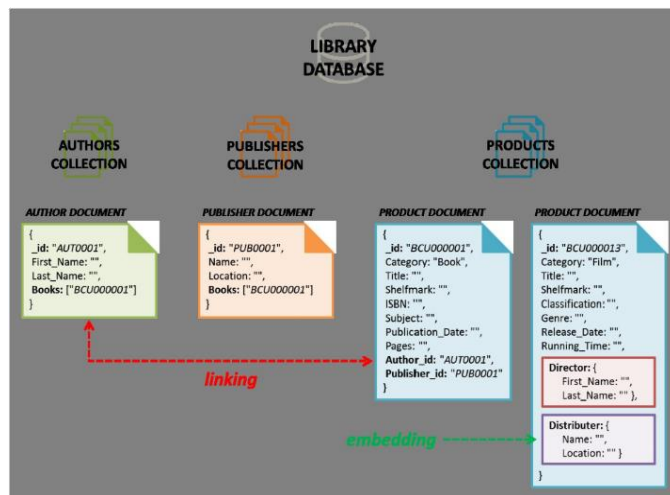 LIBRARY
DATABASE
AUTHORS
COLLECTION
PUBLISHERS
COLLECTION
PRODUCTS
COLLECTION
AUTHOR DOCUMENT
{
_id: "AUT0001",
First_Name: "",
Last_Name: "",
Books: ["BCU000001"]
}
PUBLISHER DOCUMENT
{
_id: "PUB0001",
Name: "",
Location: "",
Books: ["BCU000001"]
}
PRODUCT DOCUMENT
{
_id: "BCU000001",
Category: "Book",
Title: "",
Shelfmark: "",
ISBN: "",
Subject: "",
Publication_Date: "",
Pages: "",
Author_id: "AUT0001",
Publisher_id: "PUB0001"
}
PRODUCT DOCUMENT
{
_id: "BCU000013",
Category: "Film",
Title: "",
Shelfmark: "",
Classification: "",
Genre: "",
Release_Date: "",
Running_Time: "",
Director: {
First_Name: "",
Last_Name: "" },
Distributer: {
Name: "",
Location: "" }
}
linking
embedding